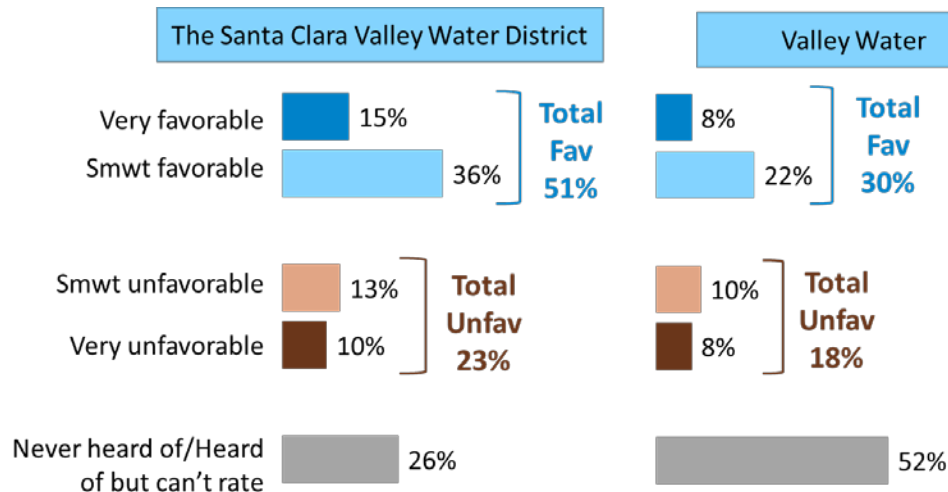 The Santa Clara Valley Water District
Valley Water
Very favorable
15%
8%
Smwt favorable
36%
22%
Total
Fav
51%
Total
Fav
30%
Smwt unfavorable
13%
10%
Very unfavorable
10%
8%
Total
Unfav
23%
Total
Unfav
18%
Never heard of/Heard
of but can’t rate
26%
52%